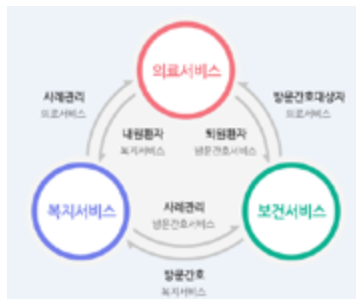 의료서비스
사례관리
의료서비스
방문간호대상자
의료서비스
내원환자
복지서비스
퇴원환자
방문간호서비스
복지서비스
사례관리
방문간호서비스
보건서비스
방문간호
복지서비스